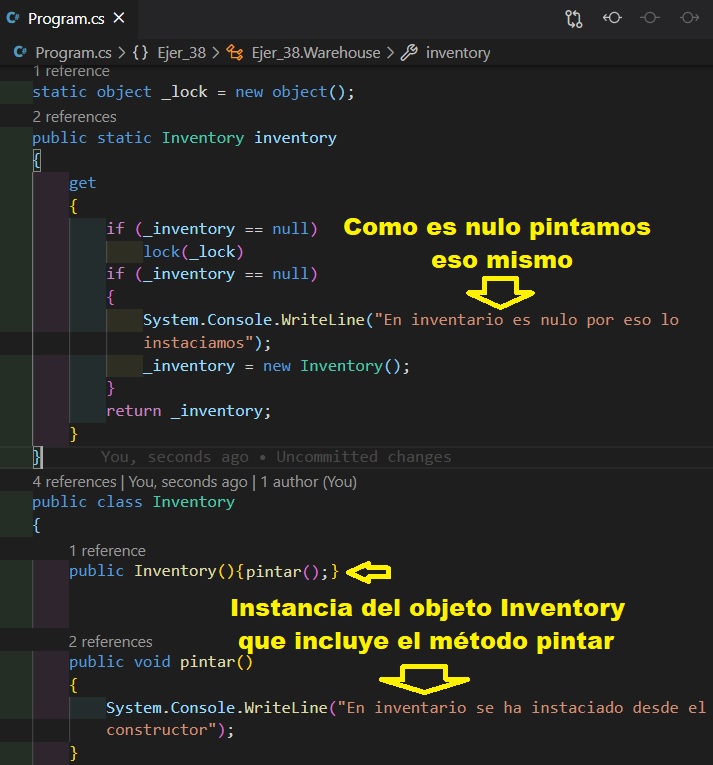 Program.cs
Program.cs > {} Ejer_38 > Ejer_38.Warehouse > inventory
1 reference
static object _lock = new object();
2 references
public static Inventory inventory
{
get
{
if (_inventory == null)
Como es nulo pintamos
lock(_lock)
eso mismo
if (_inventory == null)
{
System.Console.WriteLine("En inventario es nulo por eso lo
instaciamos");
_inventory = new Inventory();
}
return _inventory;
}
}
You, seconds ago • Uncommitted changes
4 references | You, seconds ago | 1 author (You)
public class Inventory
{
1 reference
public Inventory(){pintar();}
Instancia del objeto Inventory
que incluye el método pintar
2 references
public void pintar()
{
System.Console.WriteLine("En inventario se ha instaciado desde el
constructor");
}